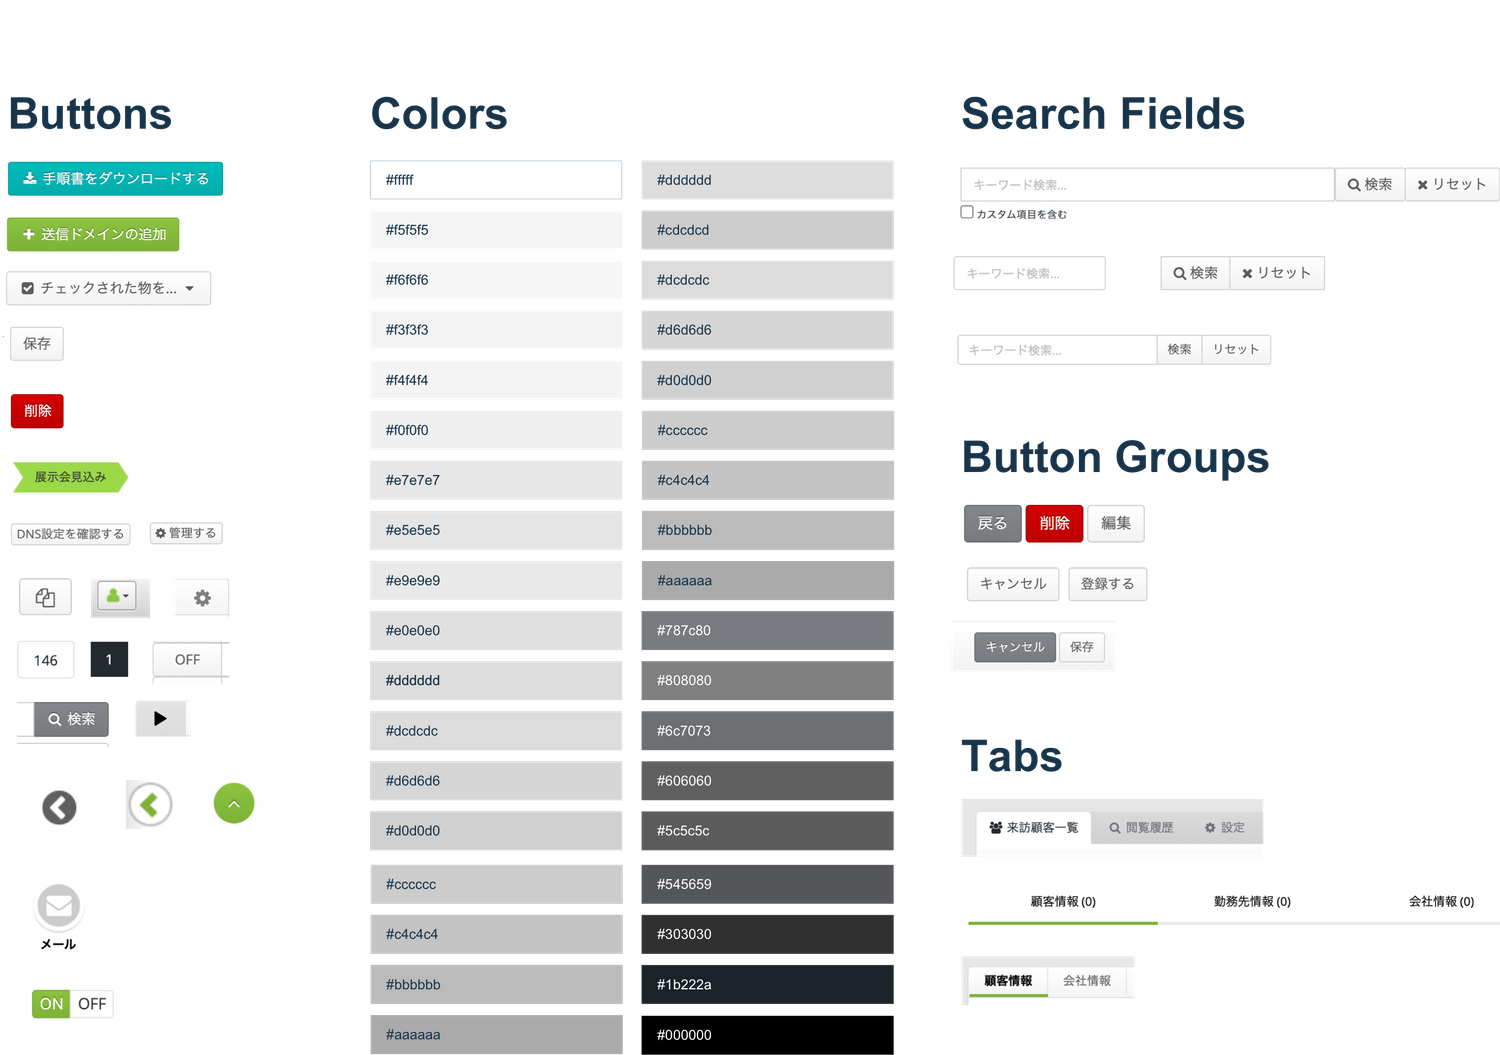 Buttons
手順書をダウンロードする
送信ドメインの追加
チェックされた物を...
保存
削除
展示会見込み
DNS設定を確認する
管理する
146
1
OFF
検索
メール
ON OFF
Colors
#fffff
#f5f5f5
#f6f6f6
#f3f3f3
#f4f4f4
#f0f0f0
#e7e7e7
#e5e5e5
#e9e9e9
#e0e0e0
#dddddd
#dcdcdc
#d6d6d6
#d0d0d0
#cccccc
#c4c4c4
#bbbbbb
#aaaaaa
#dddddd
#cdcdcd
#dcdcdc
#d6d6d6
#d0d0d0
#cccccc
#c4c4c4
#bbbbbb
#aaaaaa
#787c80
#808080
#6c7073
#606060
#5c5c5c
#545659
#303030
#1b222a
#000000
Search Fields
キーワード検索... 検索 リセット
カスタム項目を含む
キーワード検索... 検索 リセット
キーワード検索... 検索 リセット
Button Groups
戻る 削除 編集
キャンセル 登録する
キャンセル 保存
Tabs
来訪顧客一覧 閲覧履歴 設定
顧客情報 (0) 勤務先情報 (0) 会社情報 (0)
顧客情報 会社情報